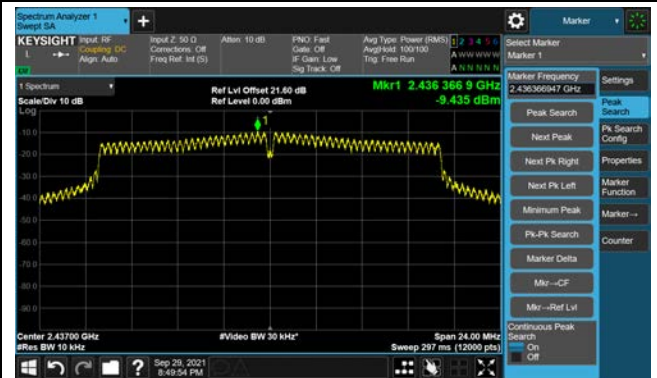 Spectrum Analyzer 1
Swept SA
Marker
KEYSIGHT
Input: RF
Coupling: DC
Align: Auto
Input Z: 50 Ω
Corrections: Off
Freq Ref: Int (S)
Atten: 10 dB
PNO: Fast
Gate: Off
IF Gain: Low
Sig Track: Off
Avg Type: Power (RMS)
Avg|Hold: 100/100
Trig: Free Run
1 2 3 4 5 6
A W W W W W
A N N N N N
Select Marker
Marker 1
1 Spectrum
Scale/Div 10 dB
Log
Ref Lvl Offset 21.60 dB
Ref Level 0.00 dBm
Mkr1 2.436 366 9 GHz
-9.435 dBm
1
-10.0
-20.0
-30.0
-40.0
-50.0
-60.0
-70.0
-80.0
-90.0
Center 2.43700 GHz
#Res BW 10 kHz
#Video BW 30 kHz*
Span 24.00 MHz
Sweep 297 ms (12000 pts)
Marker Frequency
2.436366947 GHz
Peak Search
Next Peak
Next Pk Right
Next Pk Left
Minimum Peak
Pk-Pk Search
Marker Delta
Mkr→CF
Mkr→Ref Lvl
Continuous Peak
Search
On
Off
Settings
Peak
Search
Pk Search
Config
Properties
Marker
Function
Marker→
Counter
Sep 29, 2021
8:49:54 PM